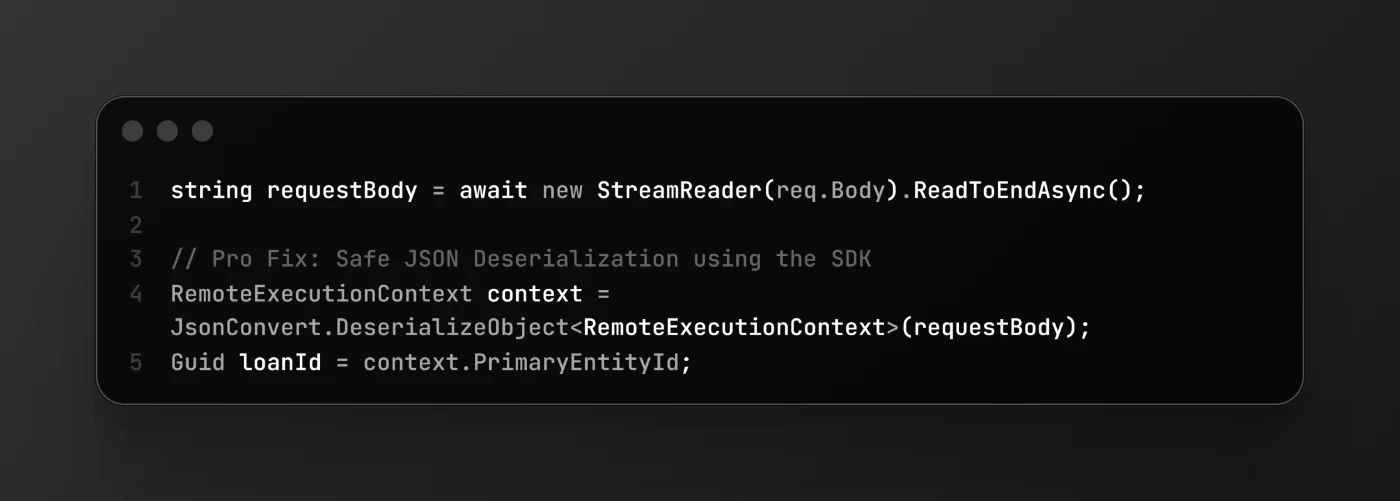 1 string requestBody = await new StreamReader(req.Body).ReadToEndAsync();
2
3 // Pro Fix: Safe JSON Deserialization using the SDK
4 RemoteExecutionContext context =
JsonConvert.DeserializeObject<RemoteExecutionContext>(requestBody);
5 Guid loanId = context.PrimaryEntityId;